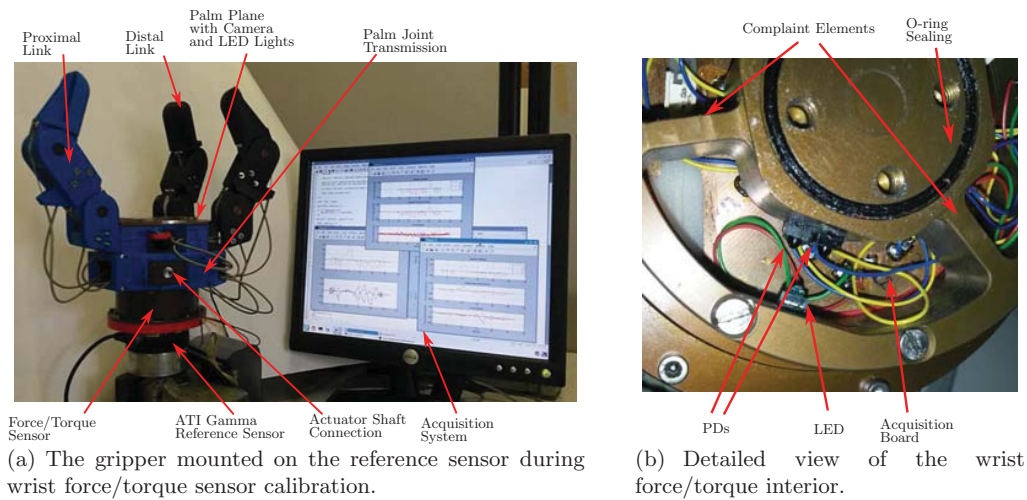 Proximal
Link
Distal
Link
Palm Plane
with Camera
and LED Lights
Palm Joint
Transmission
Force/Torque
Sensor
ATI Gamma
Reference Sensor
Actuator Shaft
Connection
Acquisition
System
(a) The gripper mounted on the reference sensor during
wrist force/torque sensor calibration.
Complaint Elements
O-ring
Sealing
PDs
LED
Acquisition
Board
(b) Detailed view of the wrist
force/torque interior.